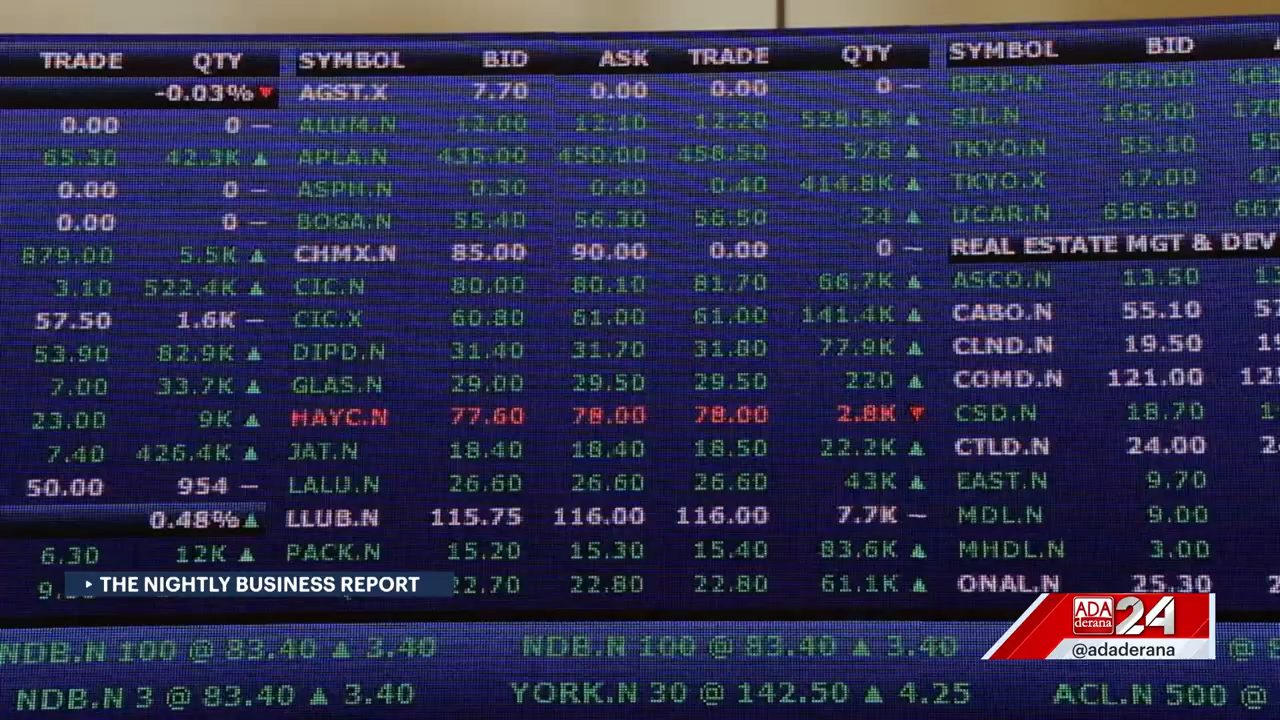 TRADE QTY SYMBOL BID ASK TRADE QTY SYMBOL BID
-0.03% ▼ AGST.X 7.70 0.00 0.00 0 — REXP.N 450.00
0.00 0 — ALUM.N 12.00 12.10 12.20 528.5K ▲ SIL.N 165.00
65.30 42.3K ▲ APLA.N 435.00 450.00 458.50 578 ▲ TKYO.N 55.10
0.00 0 — ASPH.N 0.30 0.40 0.40 414.8K ▲ TKYO.X 47.00
0.00 0 — BOGA.N 55.40 56.30 56.50 24 ▲ UCAR.N 656.50
879.00 5.5K ▲ CHMX.N 85.00 90.00 0.00 0 — REAL ESTATE MGT & DEV
3.10 522.4K ▲ CIC.N 80.00 80.10 81.70 66.7K ▲ ASCO.N 13.50
57.50 1.6K — CIC.X 60.80 61.00 61.00 141.4K ▲ CABO.N 55.10
53.90 82.9K ▲ DIPD.N 31.40 31.70 31.80 77.9K ▲ CLND.N 19.50
7.00 33.7K ▲ GLAS.N 29.00 29.50 29.50 220 ▲ COMD.N 121.00
23.00 9K ▲ HAYC.N 77.60 78.00 78.00 2.8K ▼ CSD.N 18.70
7.40 426.4K ▲ JAT.N 18.40 18.40 18.50 22.2K ▲ CTLD.N 24.00
50.00 954 — LALU.N 26.60 26.60 26.60 43K ▲ EAST.N 9.70
0.48% ▲ LLUB.N 115.75 116.00 116.00 7.7K — MDL.N 9.00
6.30 12K ▲ PACK.N 15.20 15.30 15.40 83.6K ▲ MHDL.N 3.00
22.70 22.80 22.80 61.1K ▲ ONAL.N 25.30
▸ THE NIGHTLY BUSINESS REPORT
ADA derana 24
@adaderana
NDB.N 100 @ 83.40 ▲ 3.40 NDB.N 100 @ 83.40 ▲ 3.40 @
NDB.N 3 @ 83.40 ▲ 3.40 YORK.N 30 @ 142.50 ▲ 4.25 ACL.N 500 @